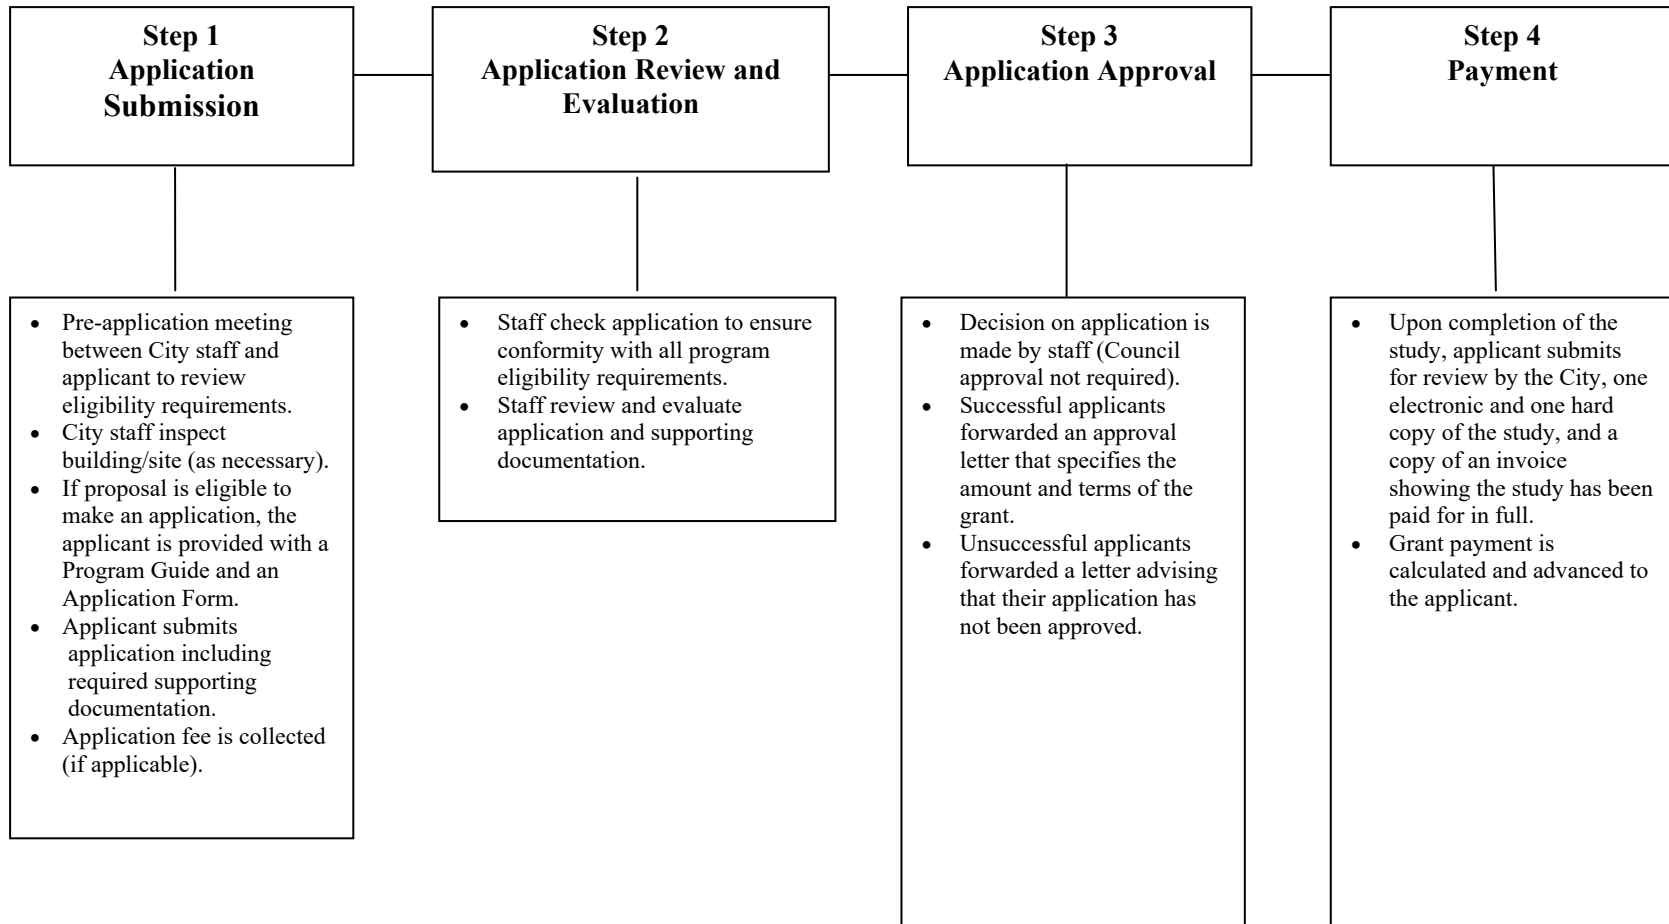 Step 1
Application
Submission
Step 2
Application Review and
Evaluation
Step 3
Application Approval
Step 4
Payment
• Pre-application meeting
between City staff and
applicant to review
eligibility requirements.
• City staff inspect
building/site (as necessary).
• If proposal is eligible to
make an application, the
applicant is provided with a
Program Guide and an
Application Form.
• Applicant submits
application including
required supporting
documentation.
• Application fee is collected
(if applicable).
• Staff check application to ensure
conformity with all program
eligibility requirements.
• Staff review and evaluate
application and supporting
documentation.
• Decision on application is
made by staff (Council
approval not required).
• Successful applicants
forwarded an approval
letter that specifies the
amount and terms of the
grant.
• Unsuccessful applicants
forwarded a letter advising
that their application has
not been approved.
• Upon completion of the
study, applicant submits
for review by the City, one
electronic and one hard
copy of the study, and a
copy of an invoice
showing the study has been
paid for in full.
• Grant payment is
calculated and advanced to
the applicant.